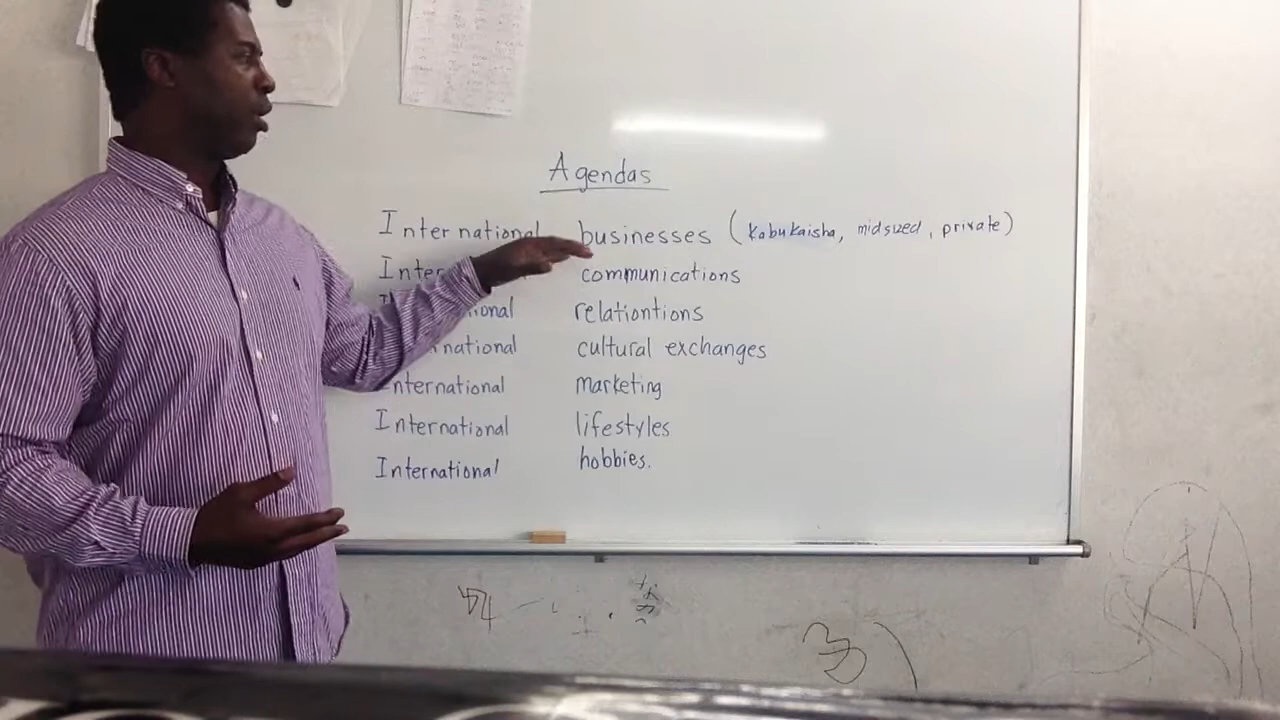 Agendas
International businesses (Kabukaisha, midsized, private)
Inter communications
ional relationtions
national cultural exchanges
International marketing
International lifestyles
International hobbies.